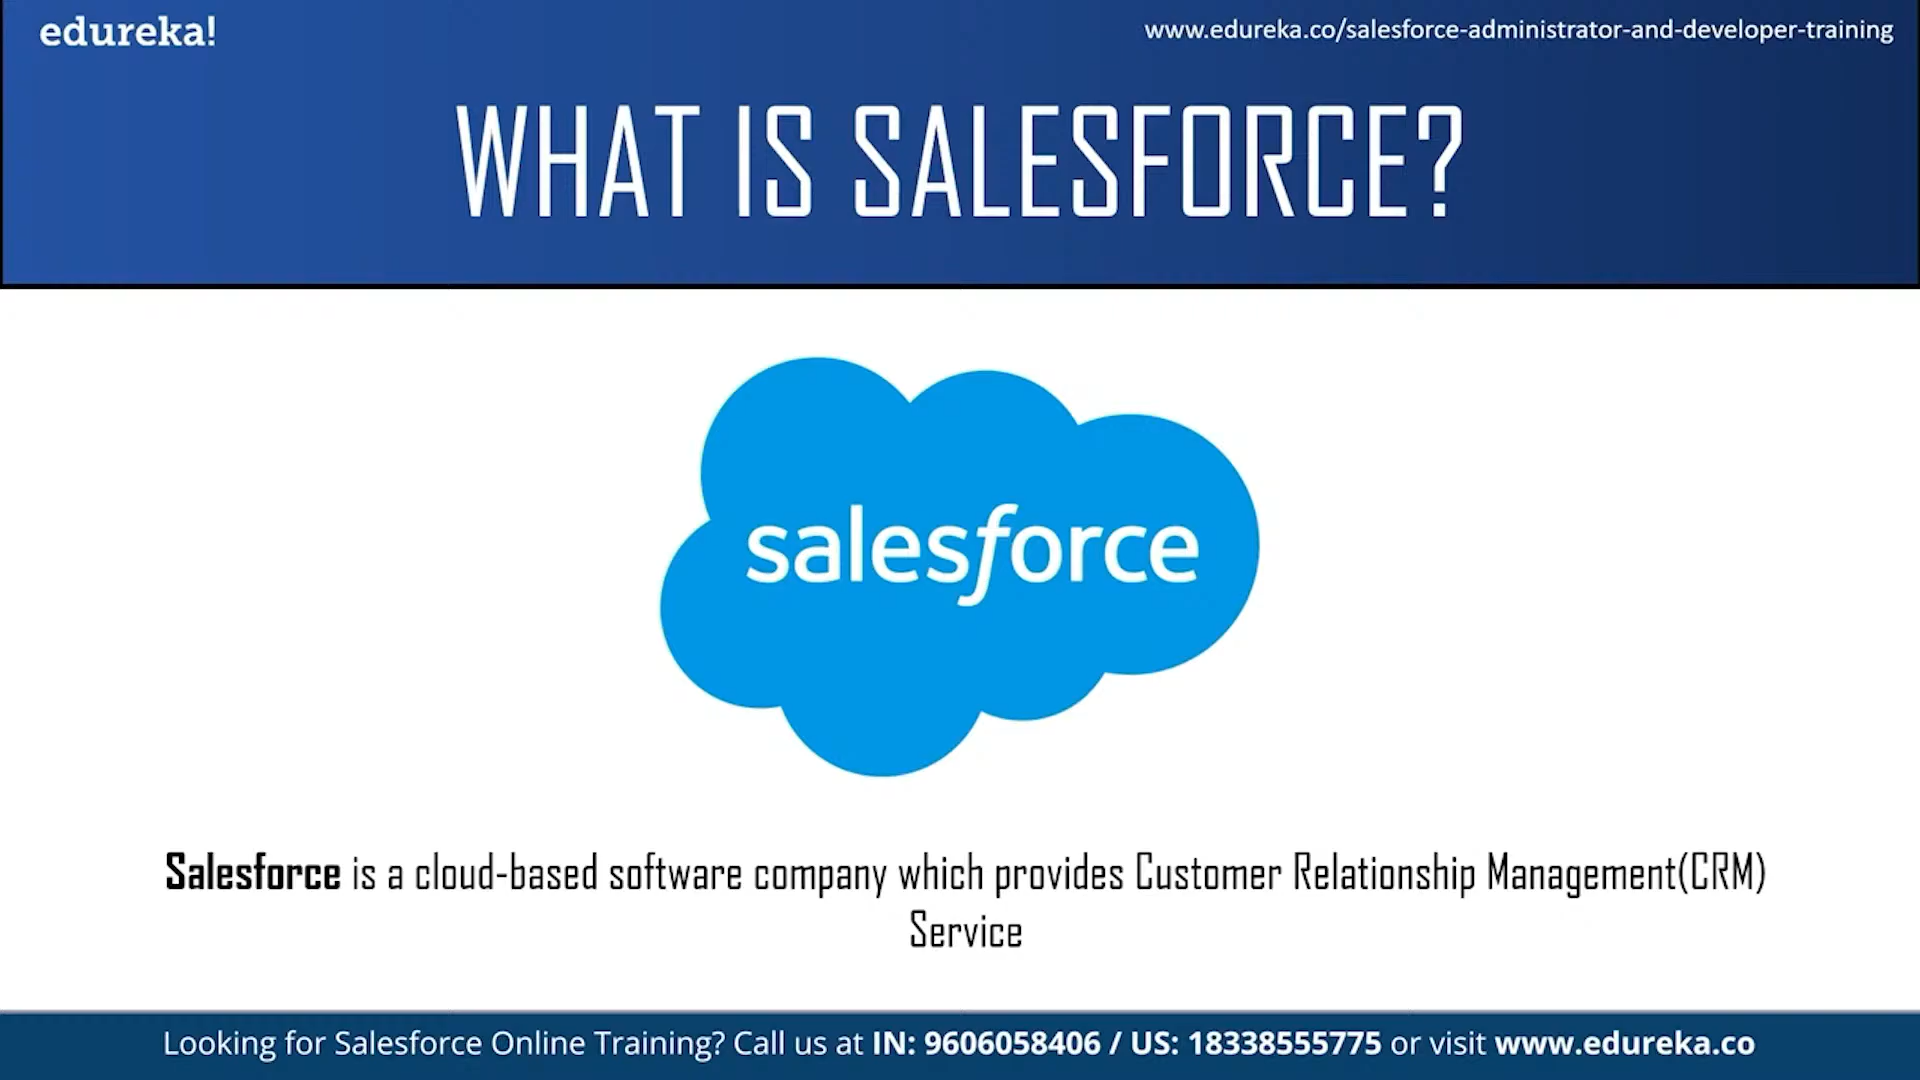 edureka!
www.edureka.co/salesforce-administrator-and-developer-training
WHAT IS SALESFORCE?
salesforce
Salesforce is a cloud-based software company which provides Customer Relationship Management(CRM)
Service
Looking for Salesforce Online Training? Call us at IN: 9606058406 / US: 18338555775 or visit www.edureka.co